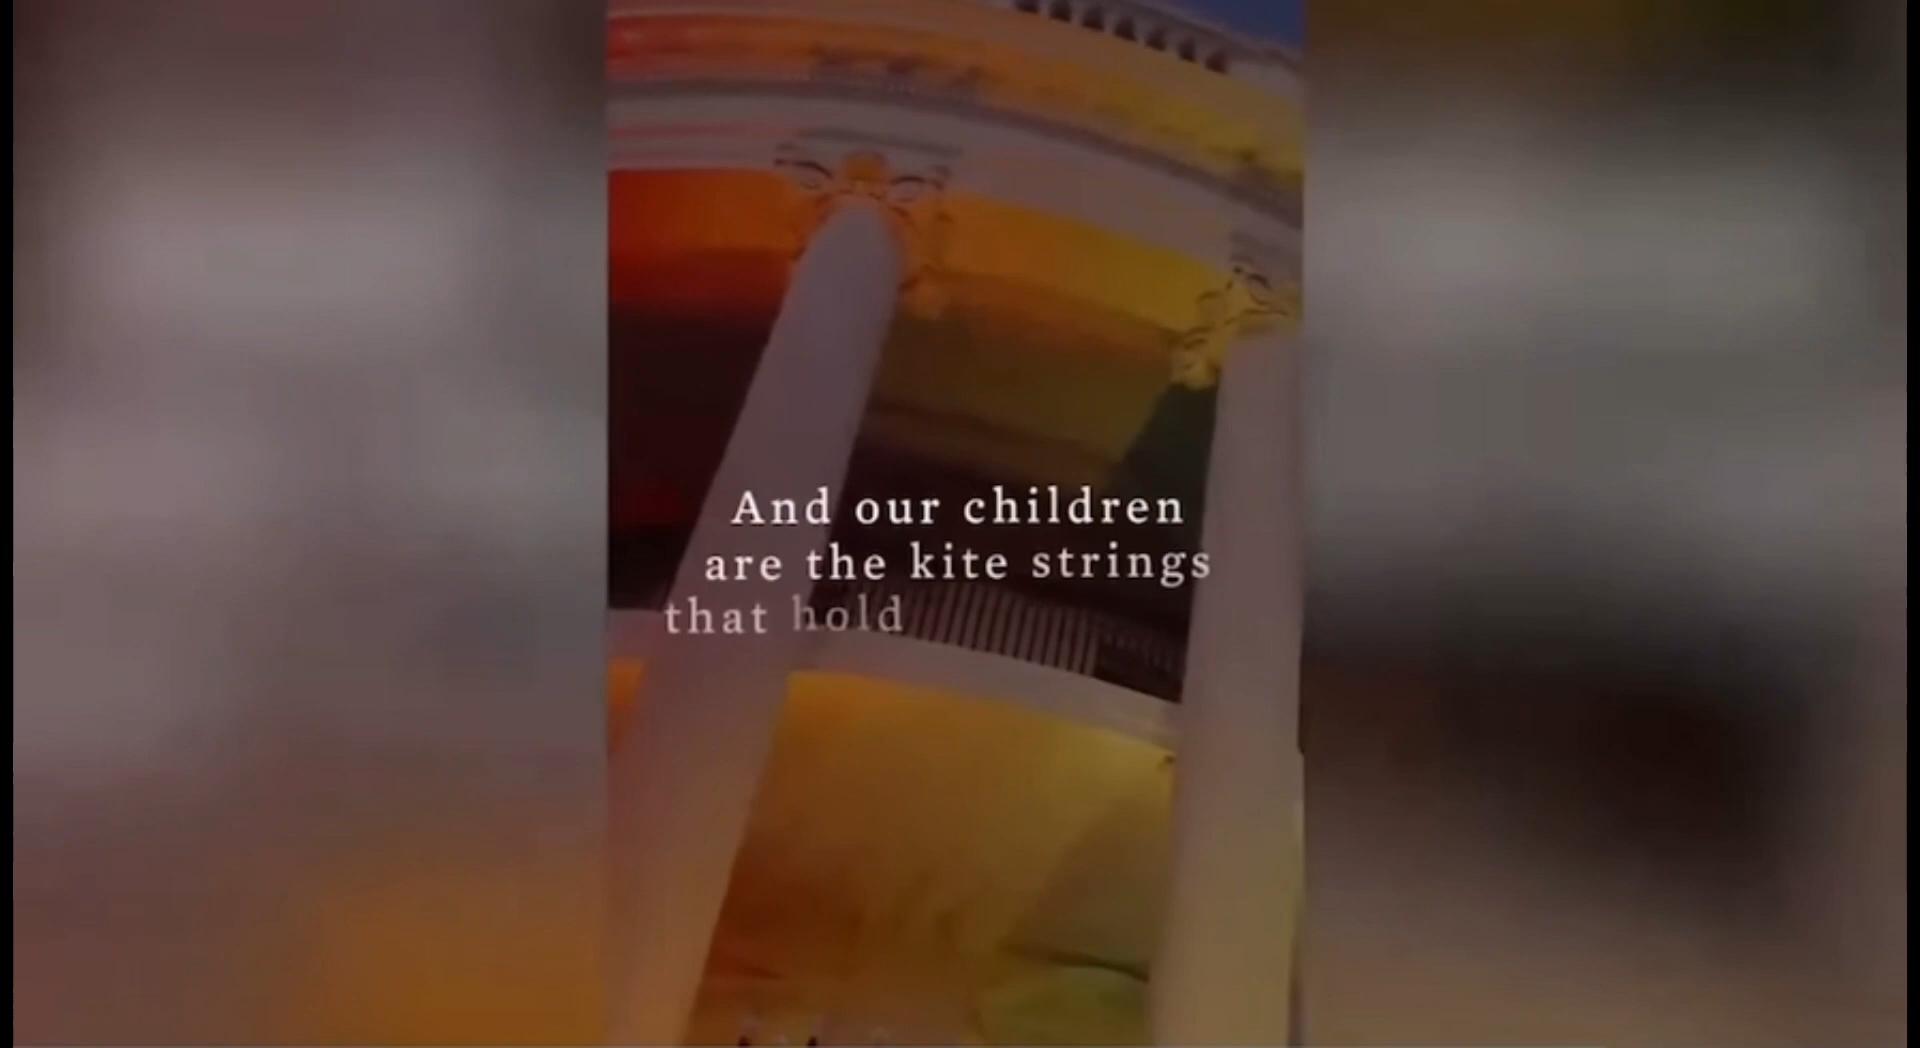 And our children
are the kite strings
that hold